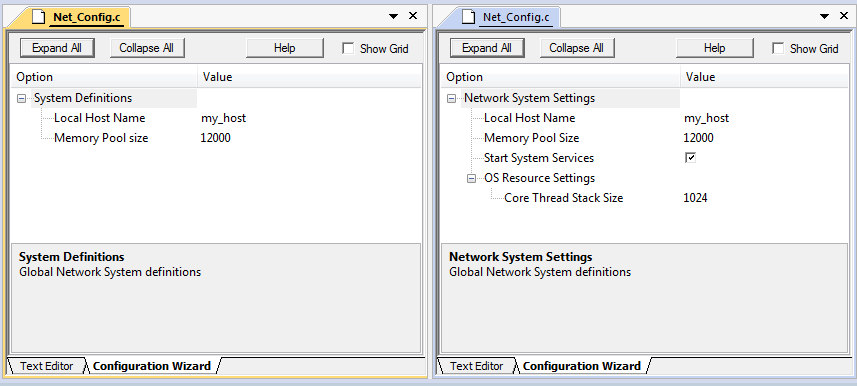 Net_Config.c
Expand All Collapse All Help Show Grid
Option Value
System Definitions
Local Host Name my_host
Memory Pool size 12000
System Definitions
Global Network System definitions
Text Editor Configuration Wizard
Net_Config.c
Expand All Collapse All Help Show Grid
Option Value
Network System Settings
Local Host Name my_host
Memory Pool Size 12000
Start System Services
OS Resource Settings
Core Thread Stack Size 1024
Network System Settings
Global Network System definitions
Text Editor Configuration Wizard